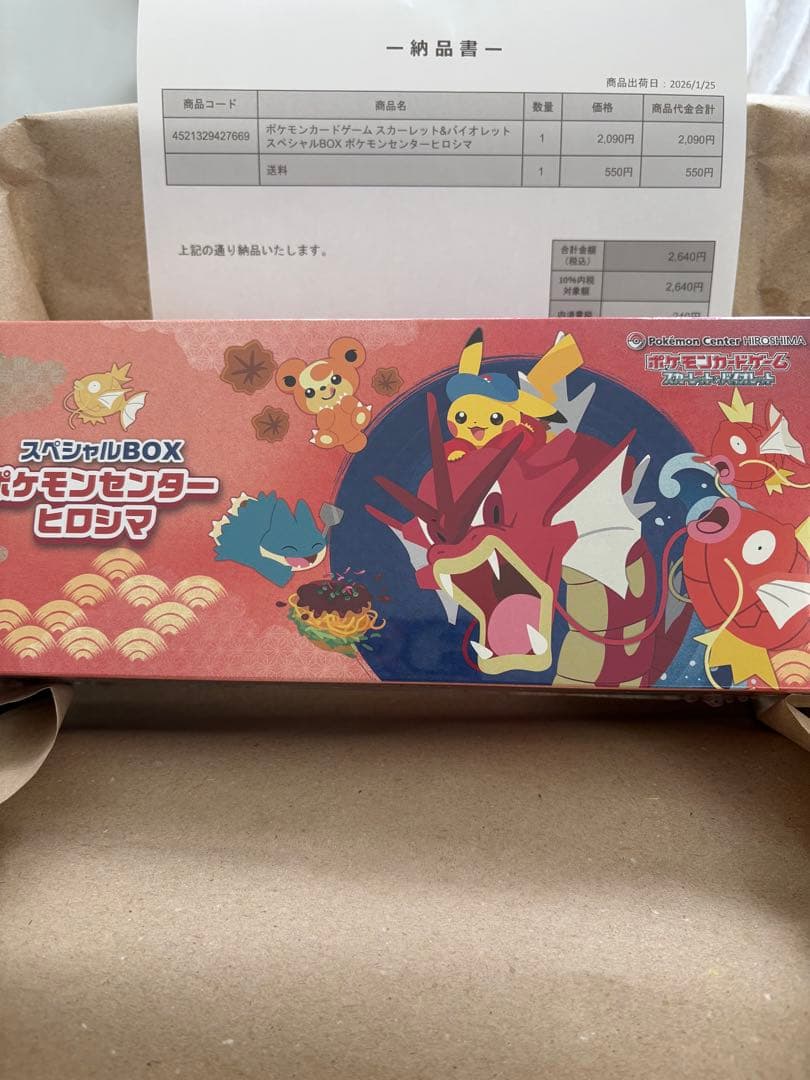 ― 納品書 ―
商品出荷日：2026/1/25
商品コード 商品名 数量 価格 商品代金合計
4521329427669 ポケモンカードゲーム スカーレット&バイオレット 1 2,090円 2,090円
スペシャルBOX ポケモンセンターヒロシマ
送料 1 550円 550円
上記の通り納品いたします。
合計金額
(税込) 2,640円
10%内税
対象額 2,640円
内消費税 240円
Pokémon Center HIROSHIMA
ポケモンカードゲーム
スカーレット&バイオレット
スペシャルBOX
ポケモンセンター
ヒロシマ